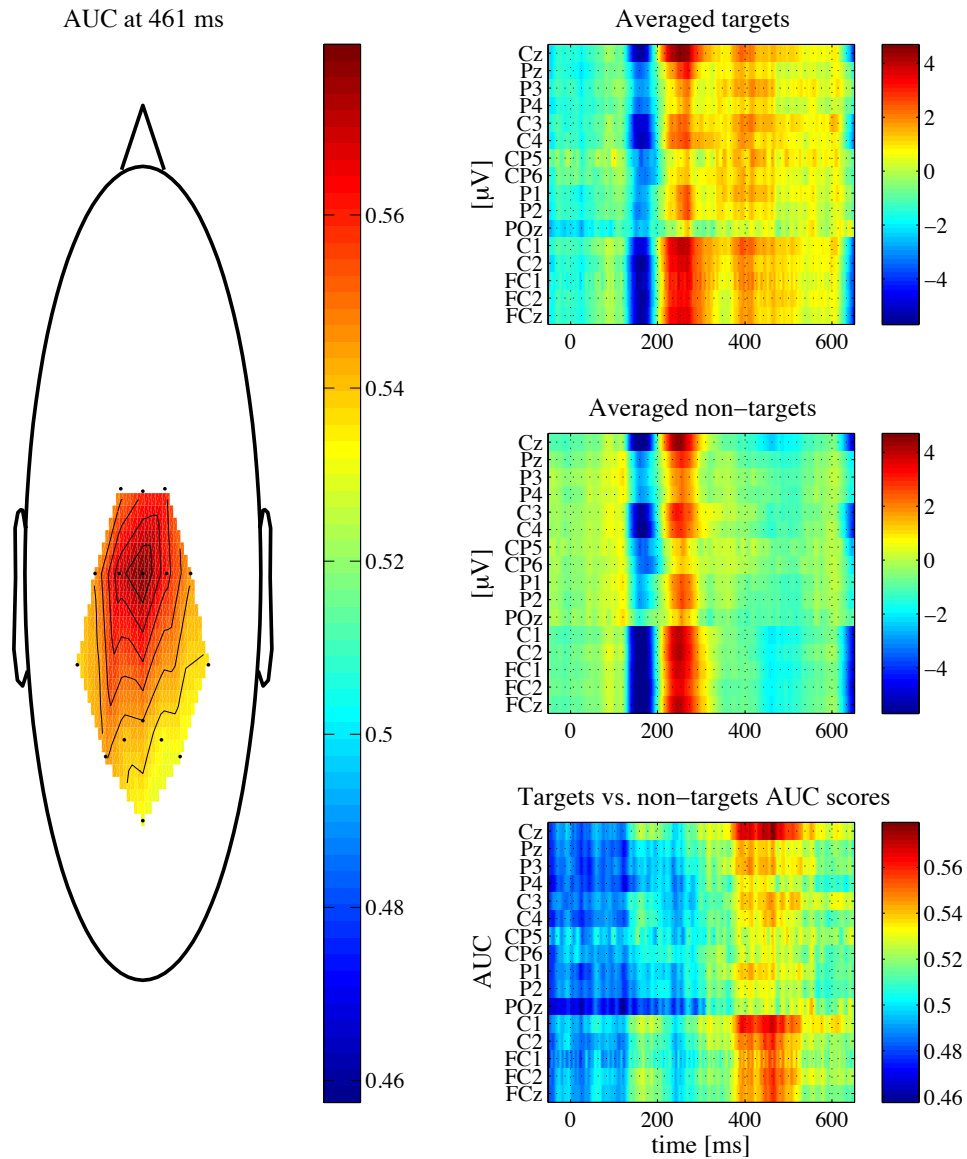 AUC at 461 ms
0.56
0.54
0.52
0.5
0.48
0.46
Averaged targets
[μV]
Cz
Pz
P3
P4
C3
C4
CP5
CP6
P1
P2
POz
C1
C2
FC1
FC2
FCz
0 200 400 600
4
2
0
−2
−4
Averaged non−targets
[μV]
Cz
Pz
P3
P4
C3
C4
CP5
CP6
P1
P2
POz
C1
C2
FC1
FC2
FCz
0 200 400 600
4
2
0
−2
−4
Targets vs. non−targets AUC scores
AUC
Cz
Pz
P3
P4
C3
C4
CP5
CP6
P1
P2
POz
C1
C2
FC1
FC2
FCz
0 200 400 600
time [ms]
0.56
0.54
0.52
0.5
0.48
0.46